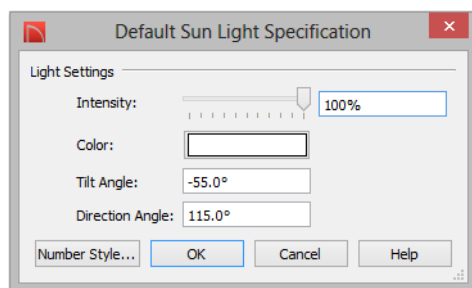 Default Sun Light Specification
Light Settings
Intensity: 100%
Color:
Tilt Angle: -55.0°
Direction Angle: 115.0°
Number Style... OK Cancel Help